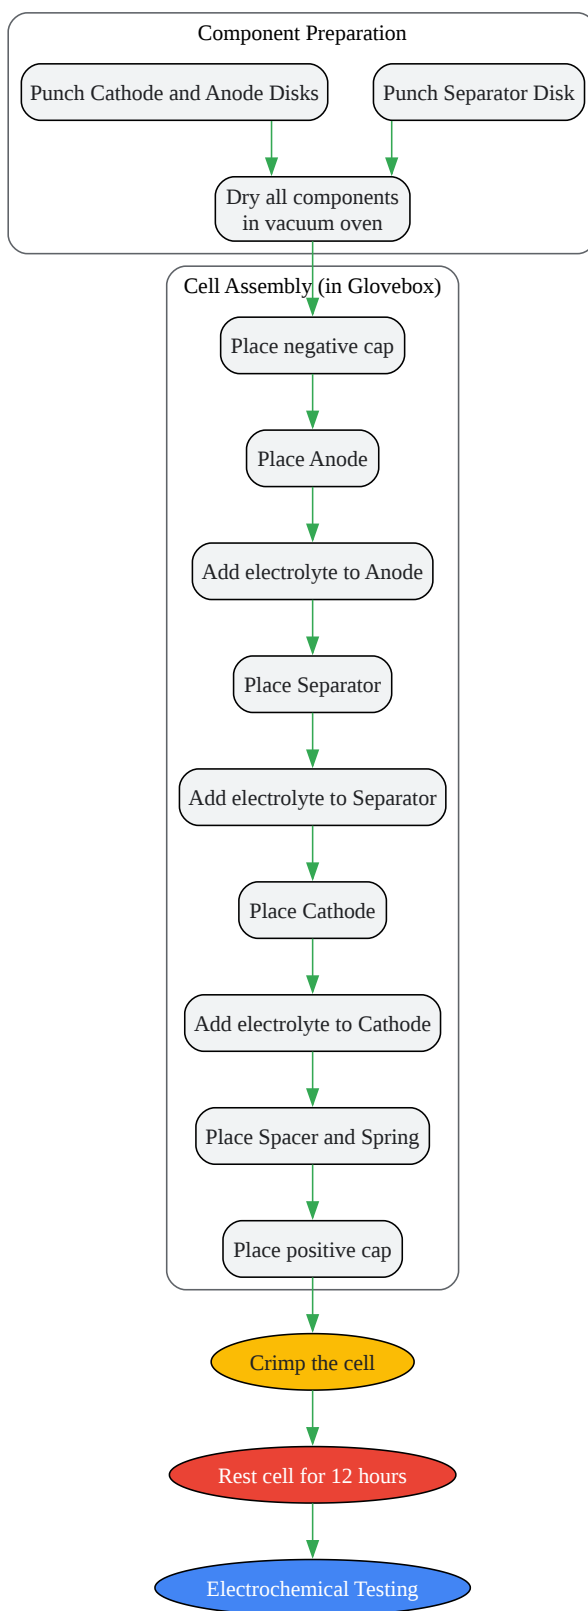 Component Preparation
Punch Cathode and Anode Disks
Punch Separator Disk
Dry all components
in vacuum oven
Cell Assembly (in Glovebox)
Place negative cap
Place Anode
Add electrolyte to Anode
Place Separator
Add electrolyte to Separator
Place Cathode
Add electrolyte to Cathode
Place Spacer and Spring
Place positive cap
Crimp the cell
Rest cell for 12 hours
Electrochemical Testing